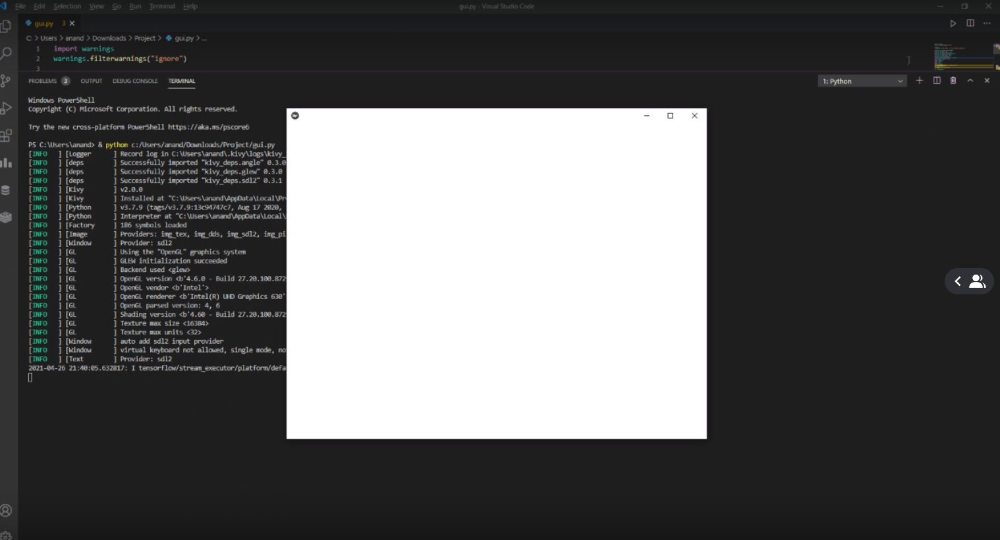 File Edit Selection View Go Run Terminal Help
gui.py - Visual Studio Code
gui.py 3
C: > Users > anand > Downloads > Project > gui.py > ...
1 import warnings
2 warnings.filterwarnings("ignore")
3
PROBLEMS 3 OUTPUT DEBUG CONSOLE TERMINAL
1: Python
Windows PowerShell
Copyright (C) Microsoft Corporation. All rights reserved.
Try the new cross-platform PowerShell https://aka.ms/pscore6
PS C:\Users\anand> & python c:/Users/anand/Downloads/Project/gui.py
[INFO ] [Logger ] Record log in C:\Users\anand\.kivy\logs\kivy_
[INFO ] [deps ] Successfully imported "kivy_deps.angle" 0.3.0
[INFO ] [deps ] Successfully imported "kivy_deps.glew" 0.3.0
[INFO ] [deps ] Successfully imported "kivy_deps.sdl2" 0.3.1
[INFO ] [Kivy ] v2.0.0
[INFO ] [Kivy ] Installed at "C:\Users\anand\AppData\Local\Pr
[INFO ] [Python ] v3.7.9 (tags/v3.7.9:13c94747c7, Aug 17 2020,
[INFO ] [Python ] Interpreter at "C:\Users\anand\AppData\Local\
[INFO ] [Factory ] 186 symbols loaded
[INFO ] [Image ] Providers: img_tex, img_dds, img_sdl2, img_pi
[INFO ] [Window ] Provider: sdl2
[INFO ] [GL ] Using the "OpenGL" graphics system
[INFO ] [GL ] GLEW initialization succeeded
[INFO ] [GL ] Backend used <glew>
[INFO ] [GL ] OpenGL version <b'4.6.0 - Build 27.20.100.872
[INFO ] [GL ] OpenGL vendor <b'Intel'>
[INFO ] [GL ] OpenGL renderer <b'Intel(R) UHD Graphics 630'
[INFO ] [GL ] OpenGL parsed version: 4, 6
[INFO ] [GL ] Shading version <b'4.60 - Build 27.20.100.872
[INFO ] [GL ] Texture max size <16384>
[INFO ] [GL ] Texture max units <32>
[INFO ] [Window ] auto add sdl2 input provider
[INFO ] [Window ] virtual keyboard not allowed, single mode, no
[INFO ] [Text ] Provider: sdl2
2021-04-26 21:40:05.632817: I tensorflow/stream_executor/platform/defa